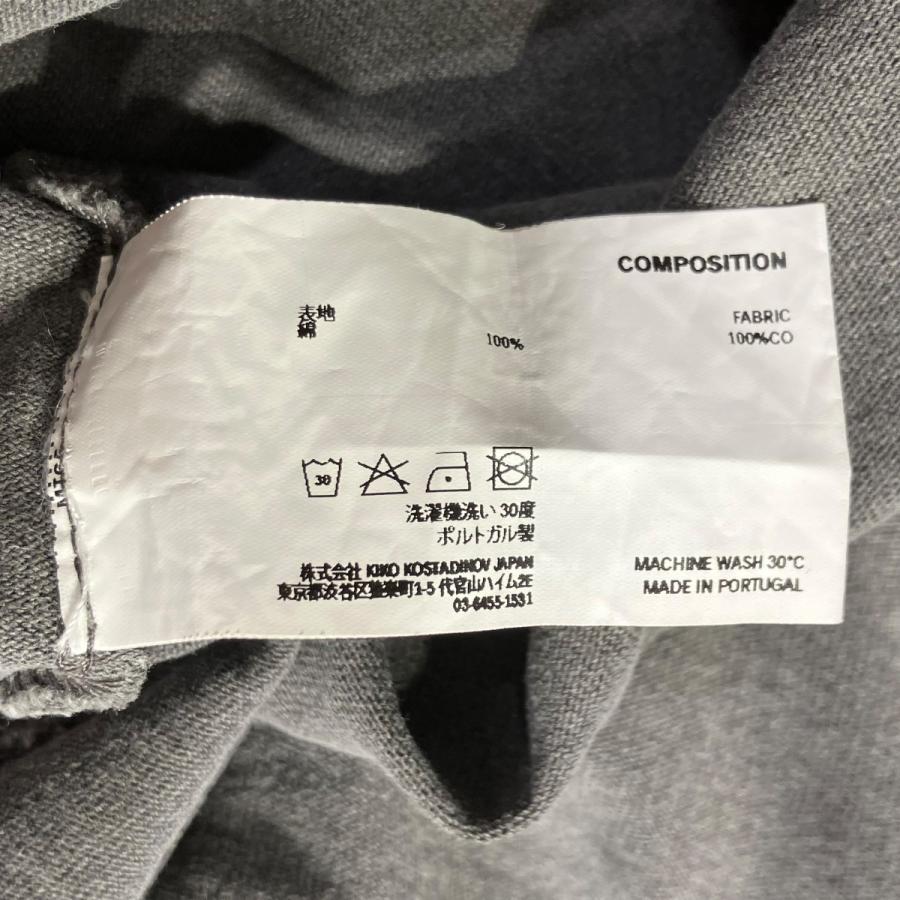 COMPOSITION
表地
綿 100%
FABRIC
100%CO
30
洗濯機洗い 30度
ポルトガル製
株式会社 KIKO KOSTADINOV JAPAN
東京都渋谷区猿楽町1-5 代官山ハイム2E
03-6455-1531
MACHINE WASH 30°C
MADE IN PORTUGAL